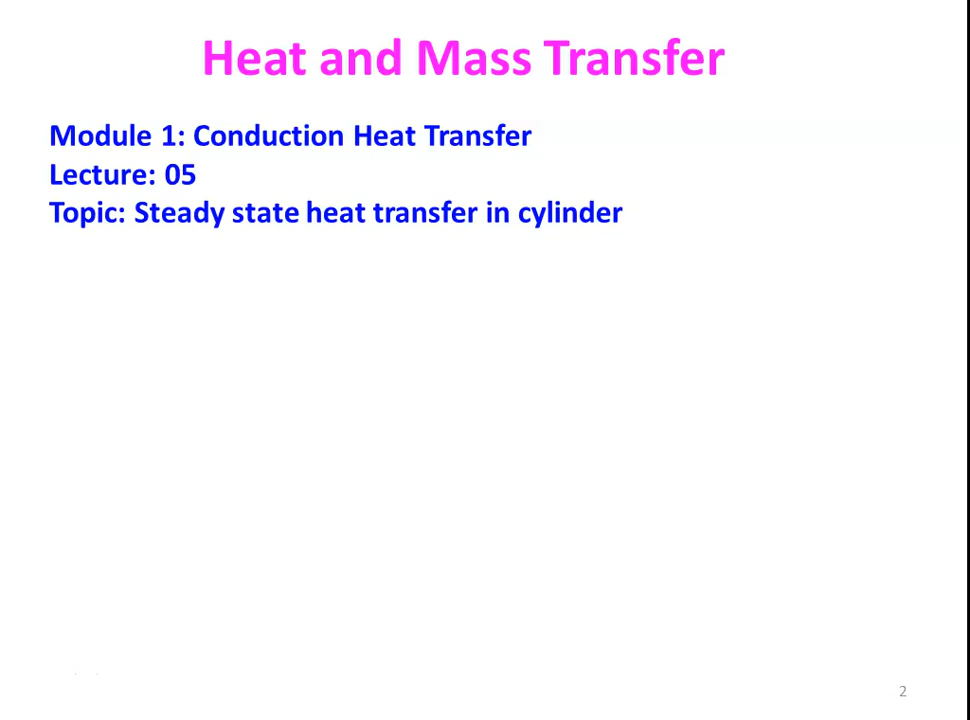 Heat and Mass Transfer
Module 1: Conduction Heat Transfer
Lecture: 05
Topic: Steady state heat transfer in cylinder
2